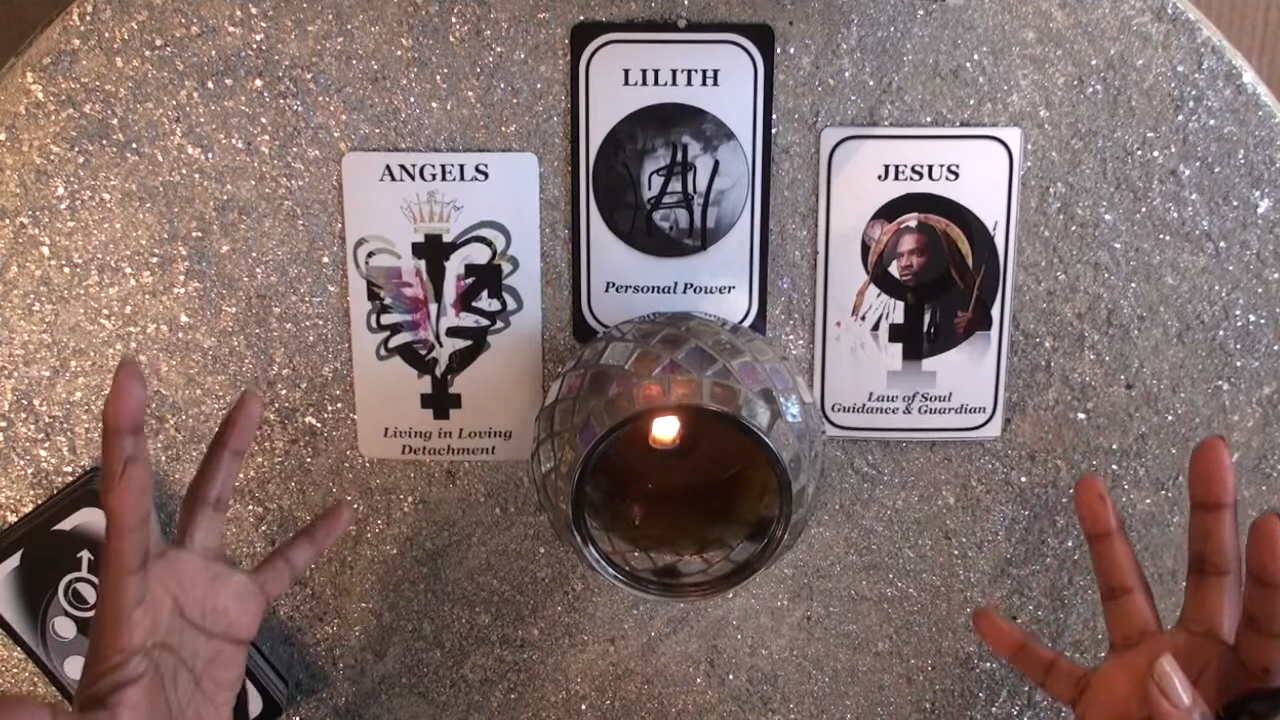 ANGELS
Living in Loving
Detachment
LILITH
Personal Power
JESUS
Law of Soul
Guidance & Guardian